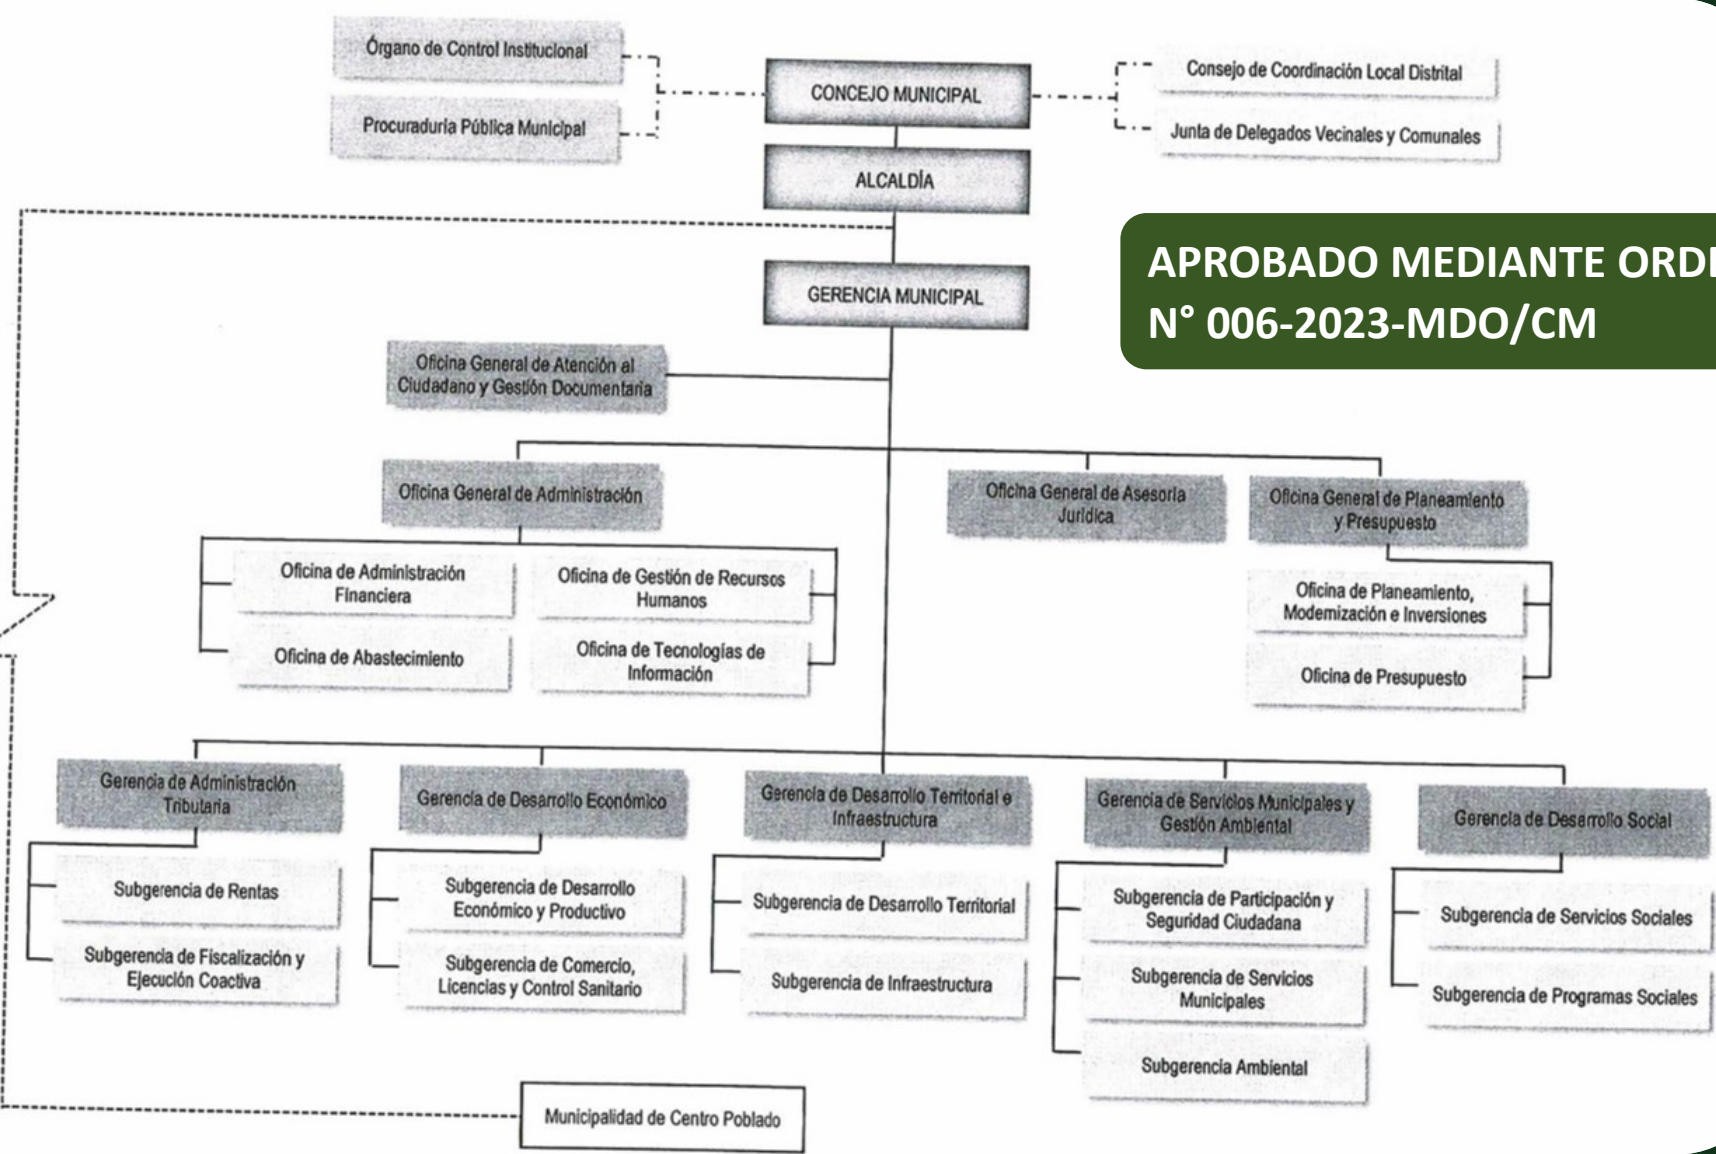 Órgano de Control Institucional
Procuraduría Pública Municipal
CONCEJO MUNICIPAL
Consejo de Coordinación Local Distrital
Junta de Delegados Vecinales y Comunales
ALCALDÍA
GERENCIA MUNICIPAL
APROBADO MEDIANTE ORD
N° 006-2023-MDO/CM
Oficina General de Atención al
Ciudadano y Gestión Documentaria
Oficina General de Administración
Oficina General de Asesoría
Jurídica
Oficina General de Planeamiento
y Presupuesto
Oficina de Administración
Financiera
Oficina de Gestión de Recursos
Humanos
Oficina de Abastecimiento
Oficina de Tecnologías de
Información
Oficina de Planeamiento,
Modernización e Inversiones
Oficina de Presupuesto
Gerencia de Administración
Tributaria
Subgerencia de Rentas
Subgerencia de Fiscalización y
Ejecución Coactiva
Gerencia de Desarrollo Económico
Subgerencia de Desarrollo
Económico y Productivo
Subgerencia de Comercio,
Licencias y Control Sanitario
Gerencia de Desarrollo Territorial e
Infraestructura
Subgerencia de Desarrollo Territorial
Subgerencia de Infraestructura
Gerencia de Servicios Municipales y
Gestión Ambiental
Subgerencia de Participación y
Seguridad Ciudadana
Subgerencia de Servicios
Municipales
Subgerencia Ambiental
Gerencia de Desarrollo Social
Subgerencia de Servicios Sociales
Subgerencia de Programas Sociales
Municipalidad de Centro Poblado